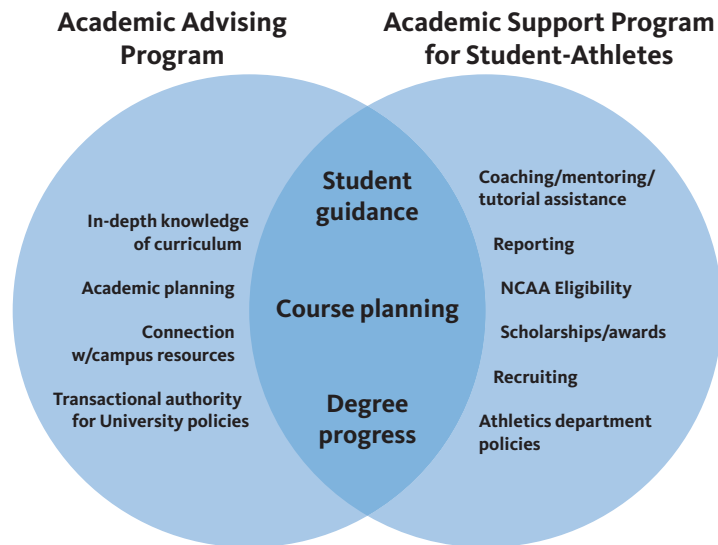 Academic Advising
Program
Academic Support Program
for Student-Athletes
In-depth knowledge
of curriculum
Academic planning
Connection
w/campus resources
Transactional authority
for University policies
Student
guidance
Course planning
Degree
progress
Coaching/mentoring/
tutorial assistance
Reporting
NCAA Eligibility
Scholarships/awards
Recruiting
Athletics department
policies